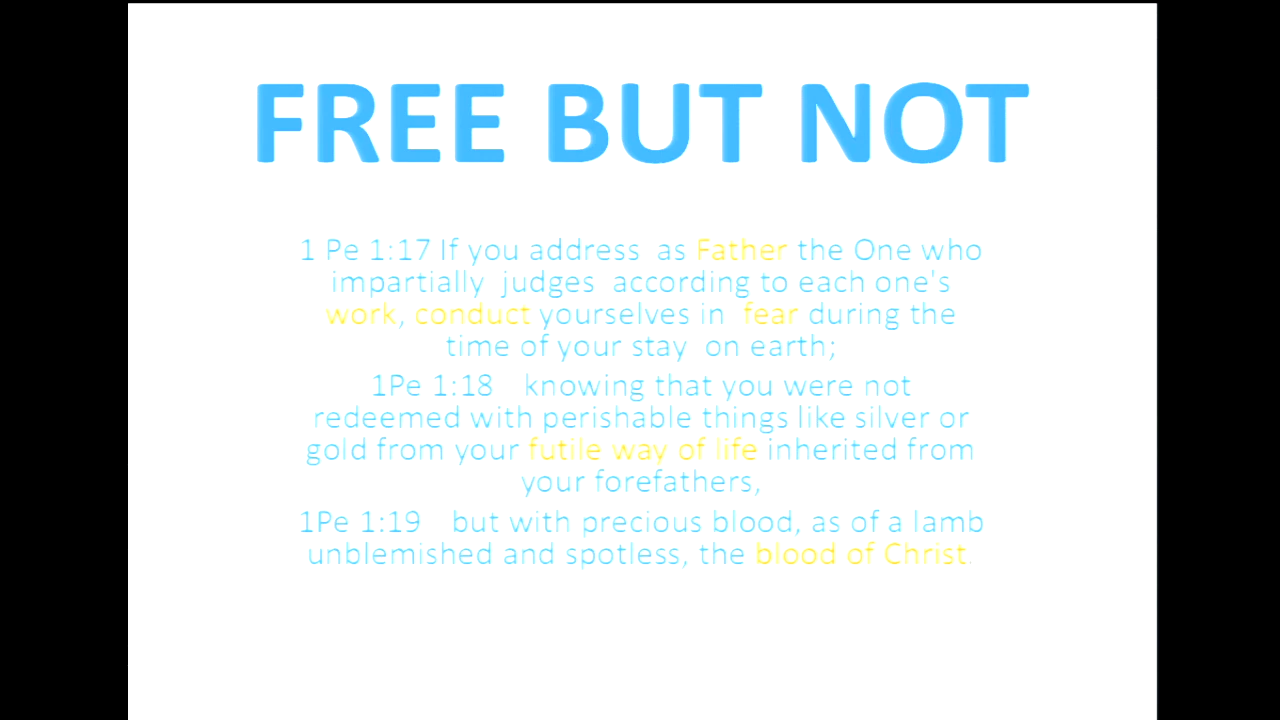 FREE BUT NOT
1 Pe 1:17 If you address as Father the One who
impartially judges according to each one's
work, conduct yourselves in fear during the
time of your stay on earth;
1Pe 1:18 knowing that you were not
redeemed with perishable things like silver or
gold from your futile way of life inherited from
your forefathers,
1Pe 1:19 but with precious blood, as of a lamb
unblemished and spotless, the blood of Christ.